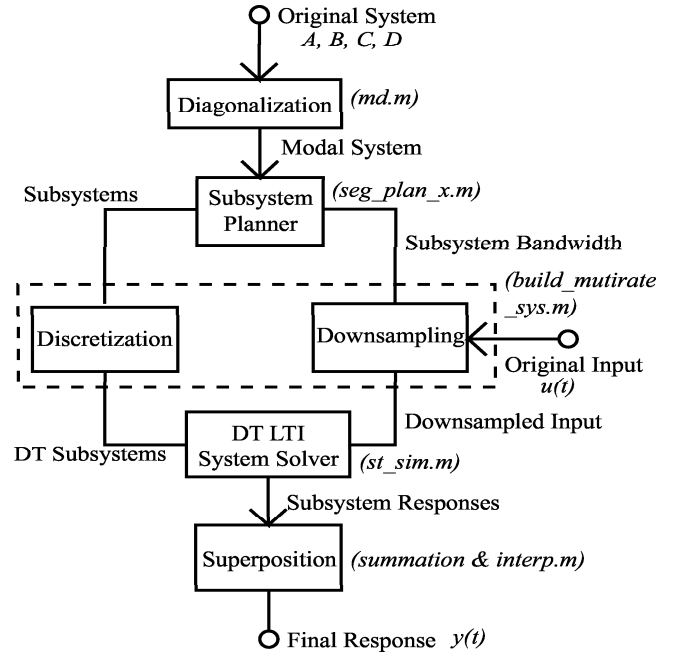 Original System
A, B, C, D
Diagonalization
(md.m)
Modal System
Subsystems
Subsystem
Planner
(seg_plan_x.m)
Subsystem Bandwidth
(build_mutirate
_sys.m)
Discretization
Downsampling
Original Input
u(t)
DT Subsystems
DT LTI
System Solver
Downsampled Input
(st_sim.m)
Subsystem Responses
Superposition
(summation & interp.m)
Final Response y(t)